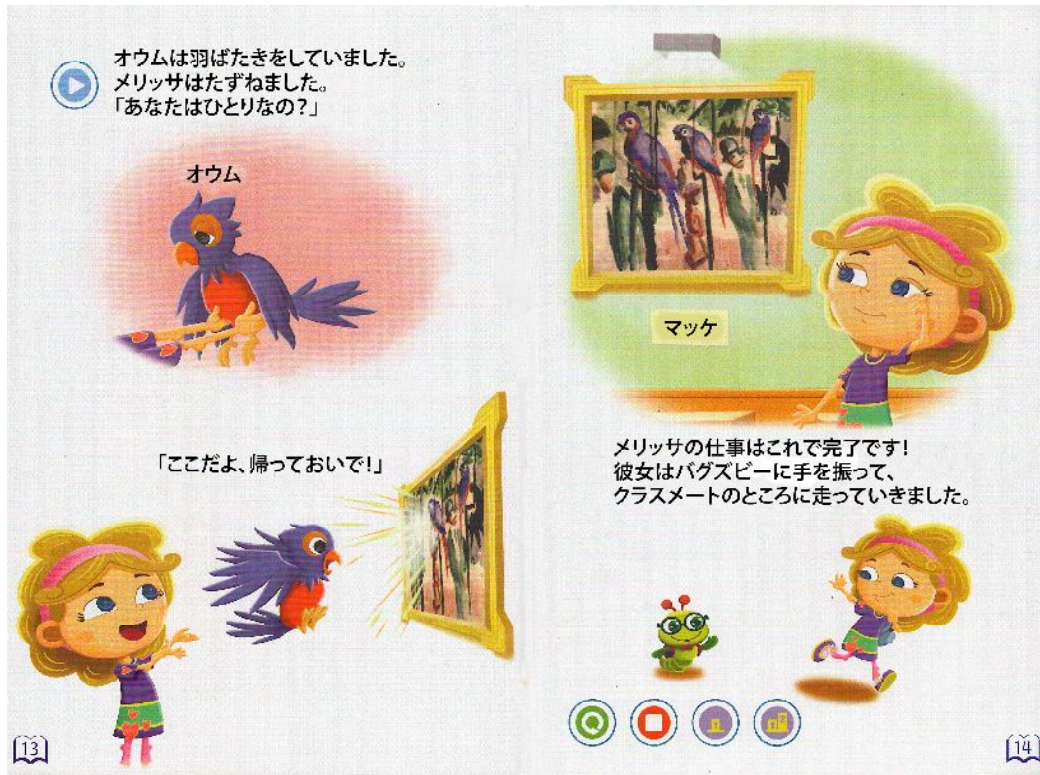 オウムは羽ばたきをしていました。
メリッサはたずねました。
「あなたはひとりなの？」
オウム
「ここだよ、帰っておいで!」
13
マッケ
メリッサの仕事はこれで完了です!
彼女はバグズビーに手を振って、
クラスメートのところに走っていきました。
14